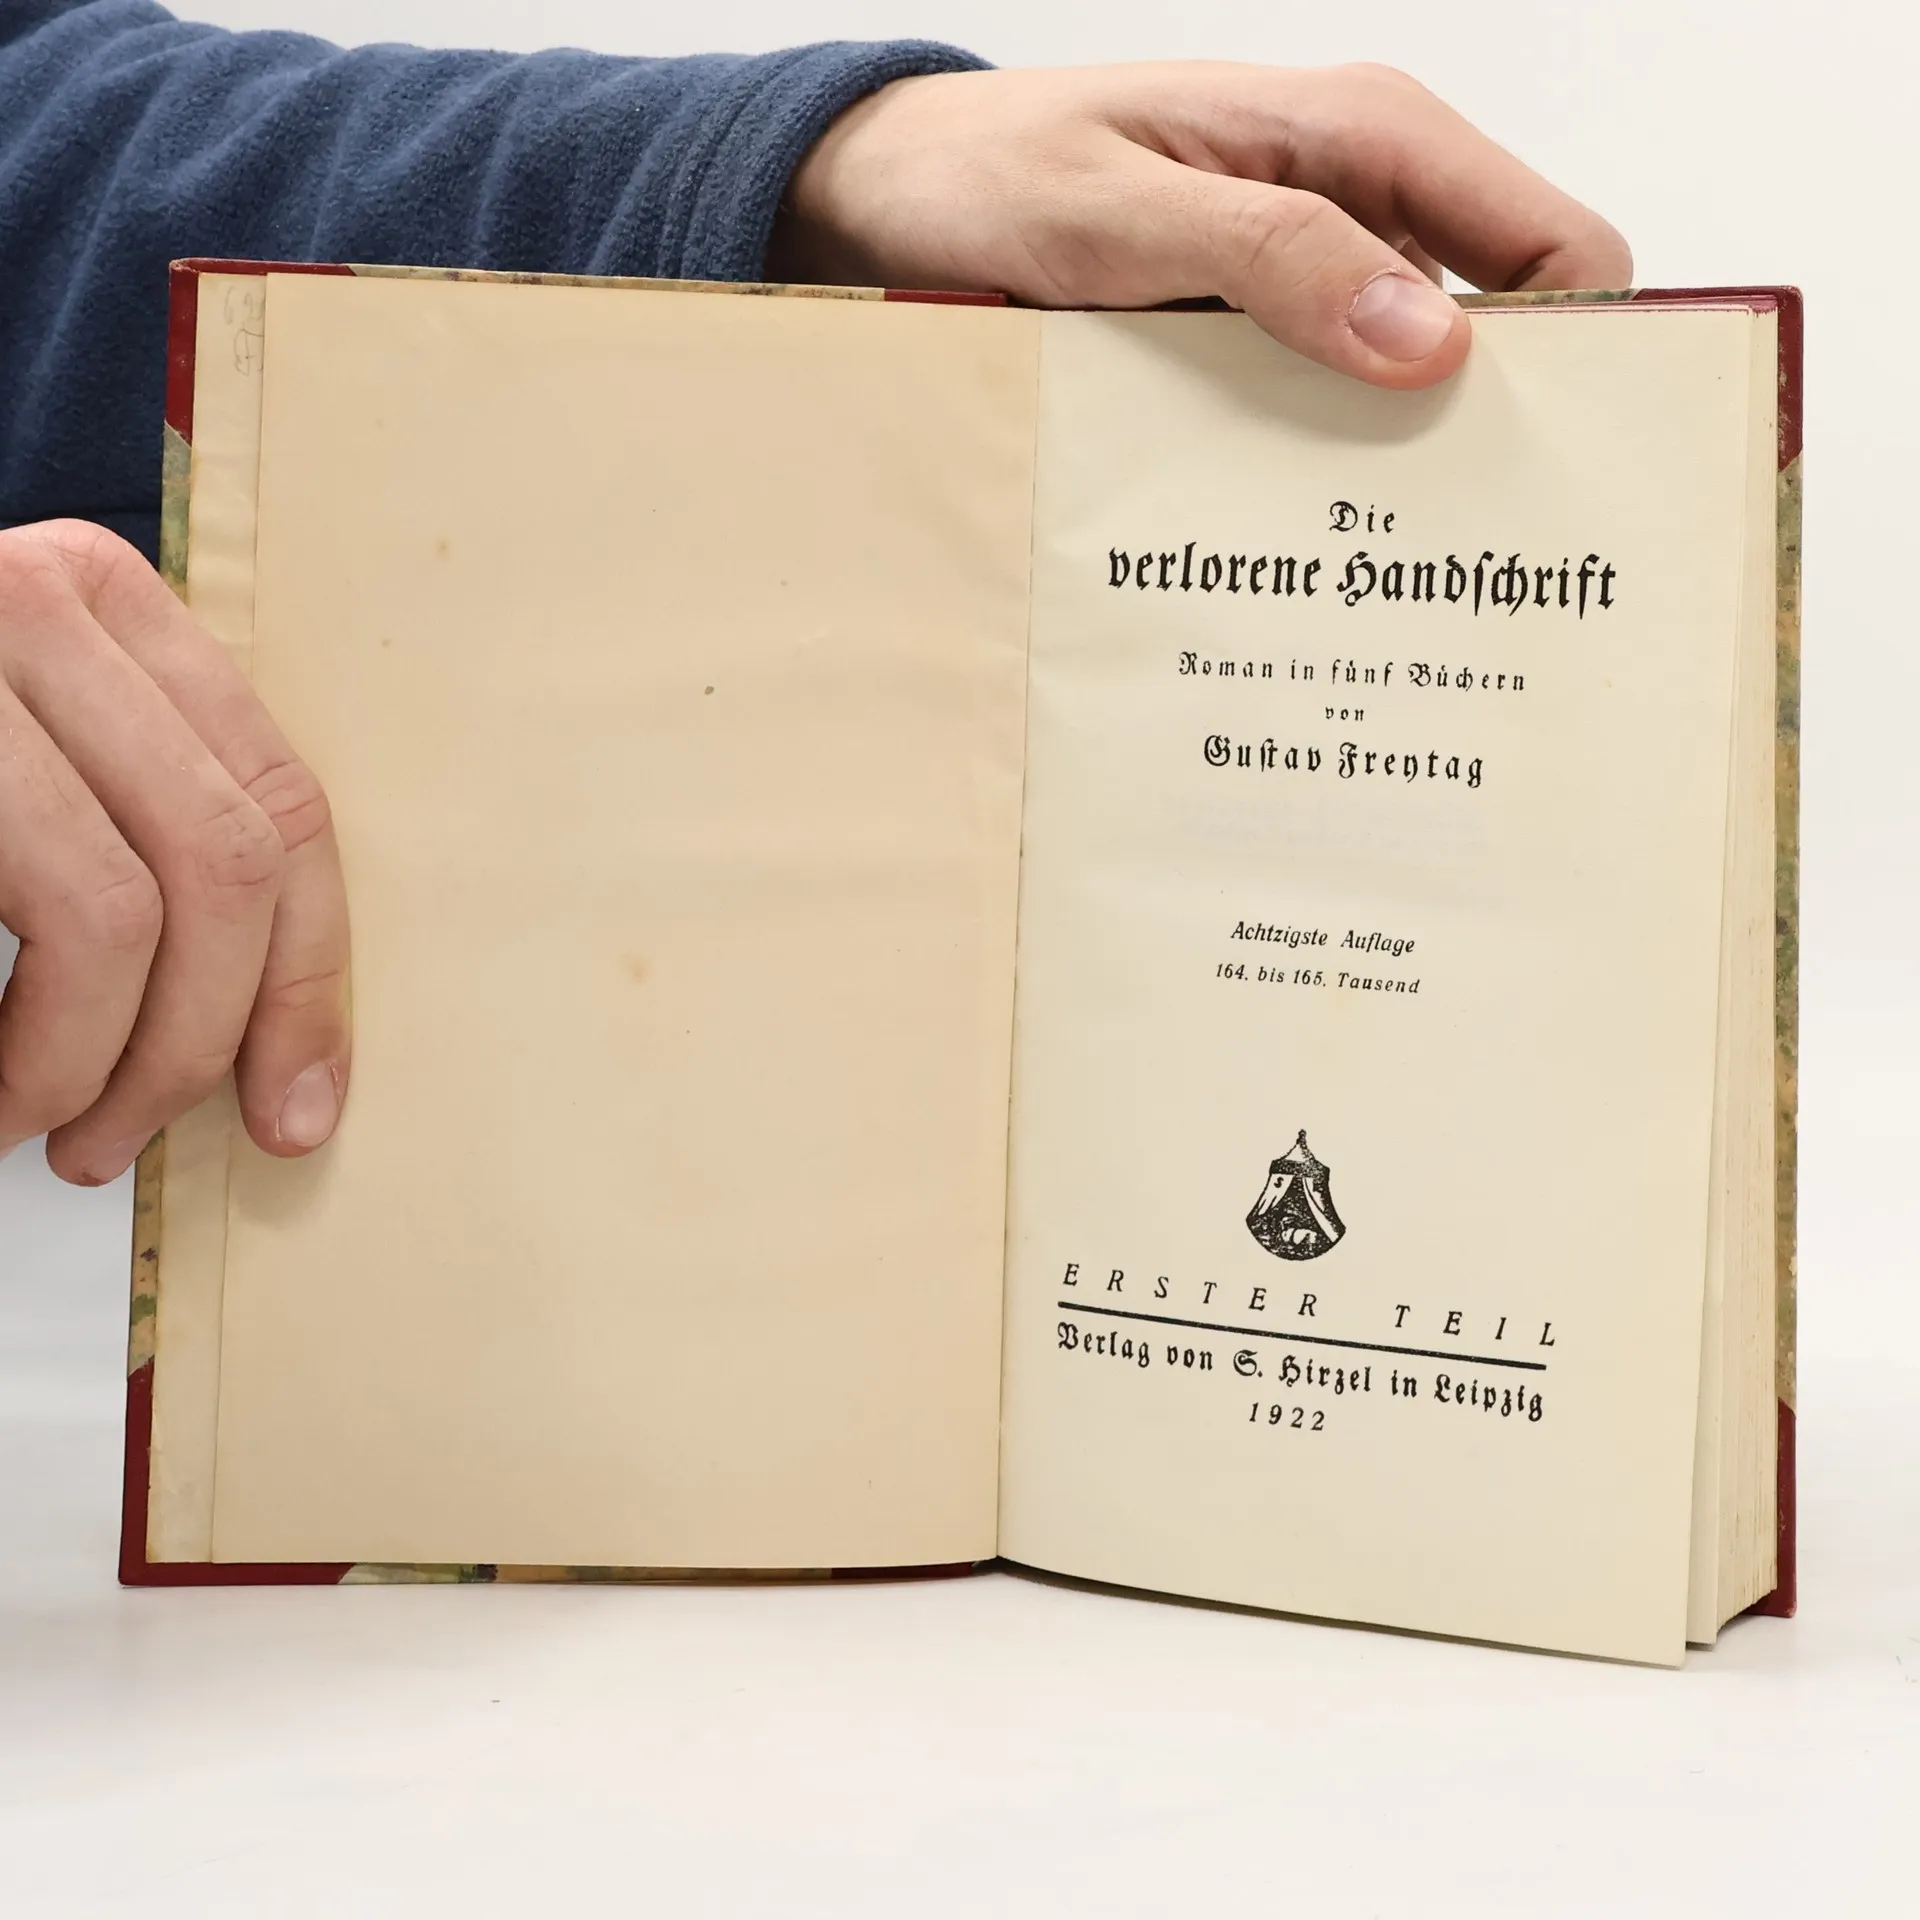 Die
verlorene Handſchrift
Roman in fünf Büchern
von
Guſtav Freytag
Achtzigste Auflage
164. bis 165. Tausend
S
ERSTER TEIL
Verlag von S. Hirzel in Leipzig
1922